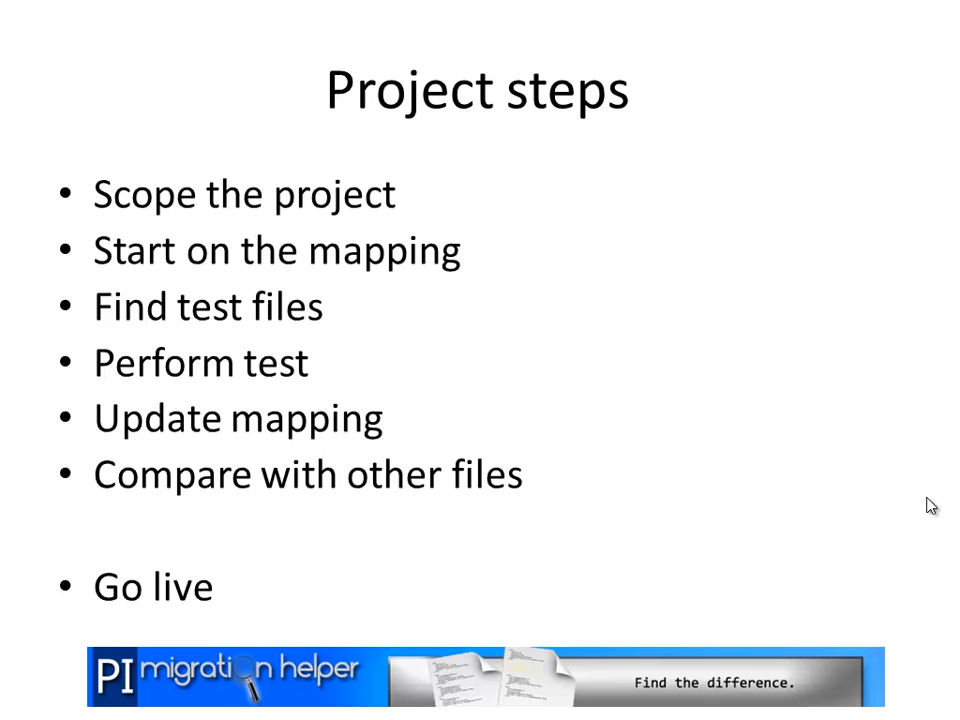 Project steps
• Scope the project
• Start on the mapping
• Find test files
• Perform test
• Update mapping
• Compare with other files
• Go live
PI migration helper
Find the difference.